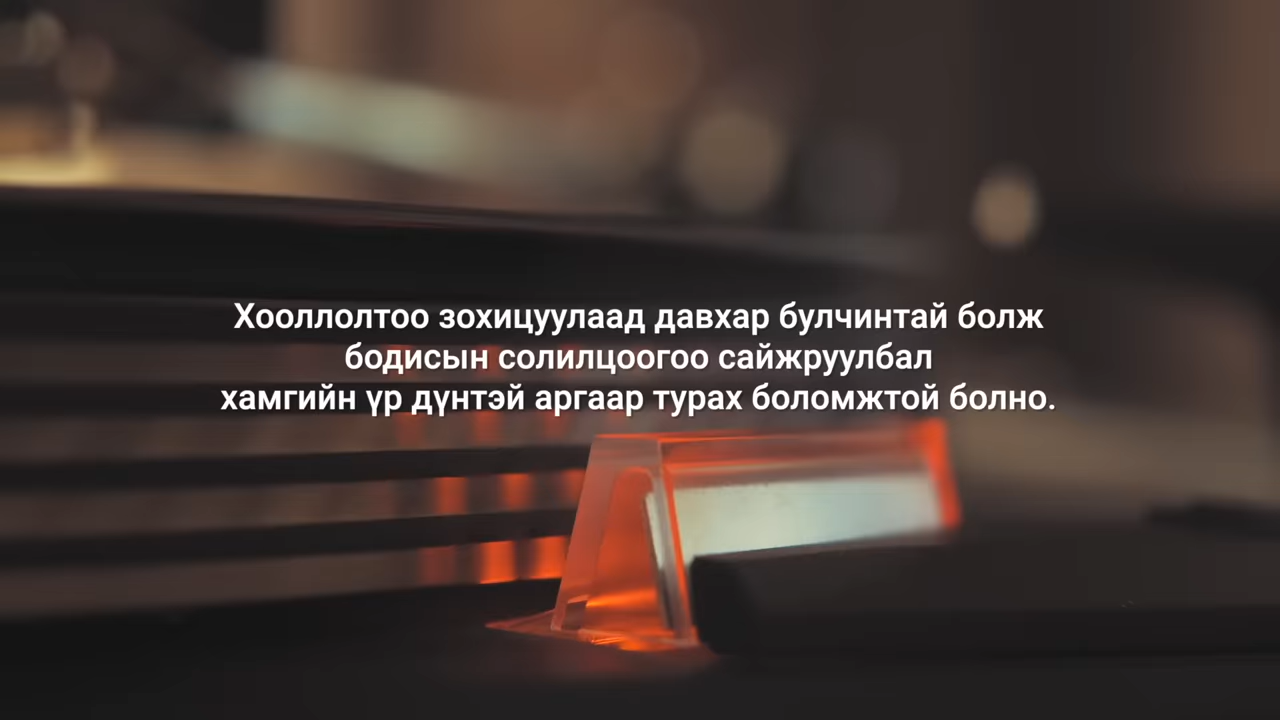 Хооллолтоо зохицуулаад давхар булчинтай болж
бодисын солилцоогоо сайжруулбал
хамгийн үр дүнтэй аргаар турах боломжтой болно.